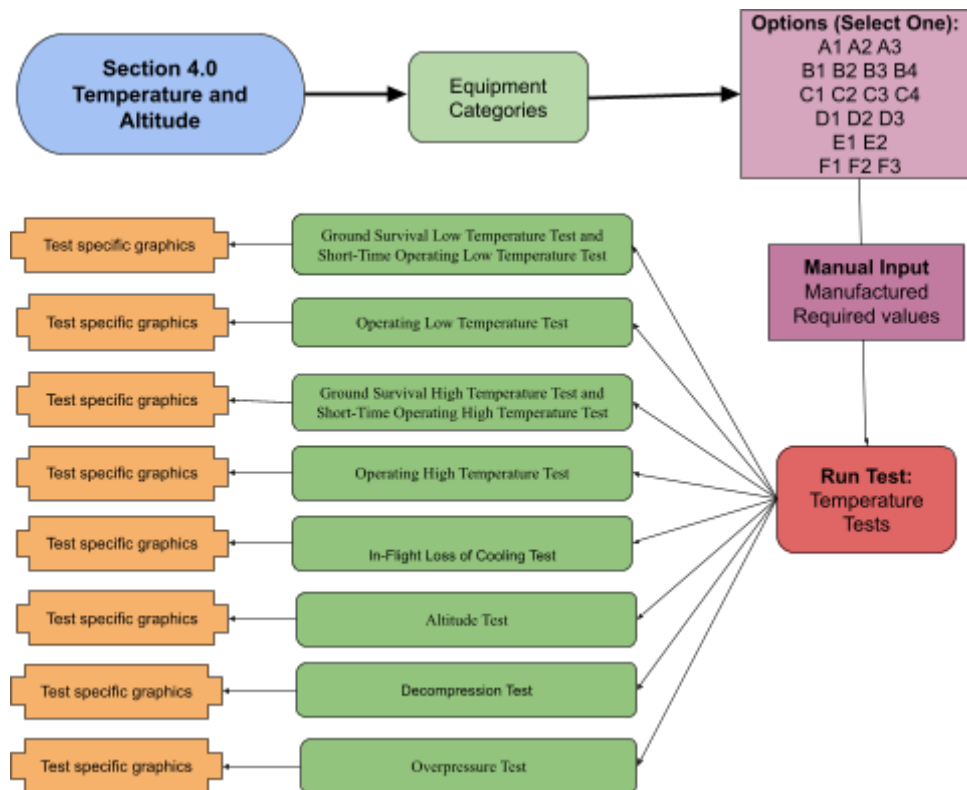 Section 4.0
Temperature and
Altitude
Equipment
Categories
Options (Select One):
A1 A2 A3
B1 B2 B3 B4
C1 C2 C3 C4
D1 D2 D3
E1 E2
F1 F2 F3
Manual Input
Manufactured
Required values
Run Test:
Temperature
Tests
Ground Survival Low Temperature Test and
Short-Time Operating Low Temperature Test
Test specific graphics
Operating Low Temperature Test
Test specific graphics
Ground Survival High Temperature Test and
Short-Time Operating High Temperature Test
Test specific graphics
Operating High Temperature Test
Test specific graphics
In-Flight Loss of Cooling Test
Test specific graphics
Altitude Test
Test specific graphics
Decompression Test
Test specific graphics
Overpressure Test
Test specific graphics